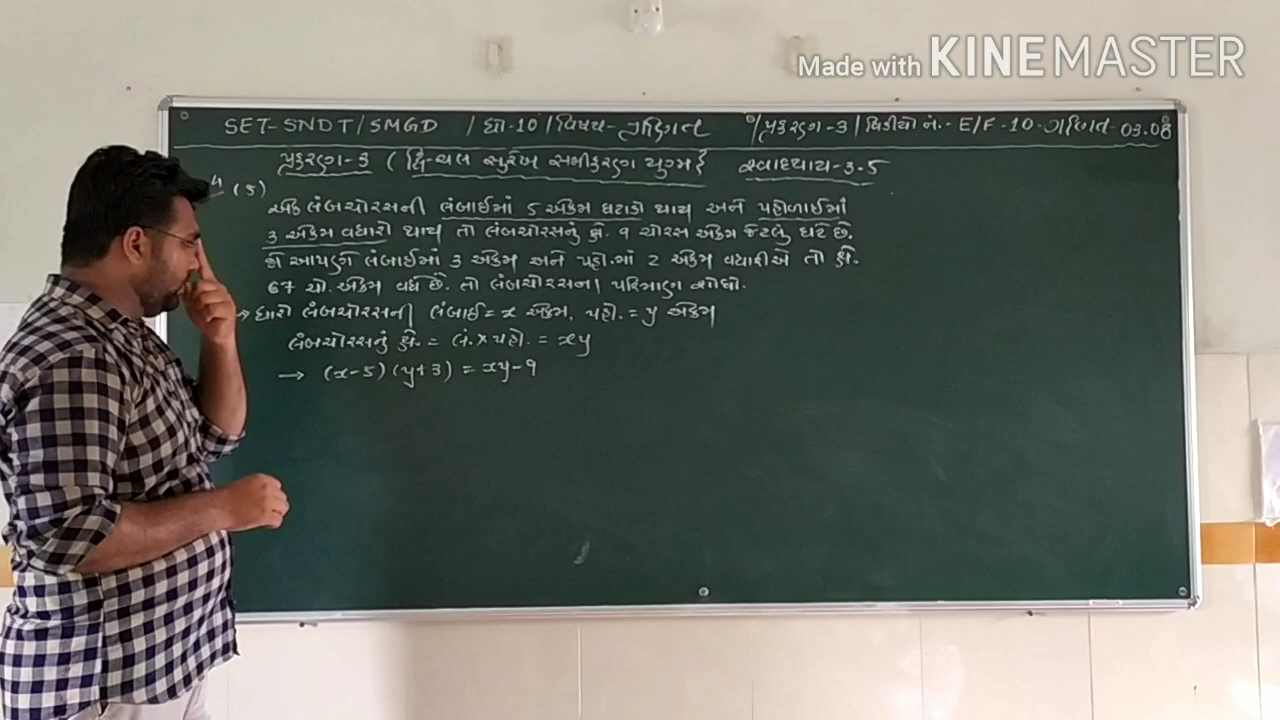 Made with KINEMASTER
SET-SNDT/SMGD / ધો-10 / વિષય-ગણિત / પ્રકરણ-3 / વિડીયો નં.- E/F-10-ગણિત-03.08
પ્રકરણ-3 ( દ્વિ-ચલ સુરેખ સમીકરણ યુગ્મ ) સ્વાધ્યાય-3.5
4 (5)
એક લંબચોરસની લંબાઈમાં 5 એકમ ઘટાડો થાય અને પહોળાઈમાં
3 એકમ વધારો થાય તો લંબચોરસનું ક્ષે. ૧ ચોરસ એકમ જેટલું ઘટે છે.
જો આપણે લંબાઈમાં 3 એકમ અને પહો.માં 2 એકમ વધારીએ તો ક્ષે.
67 ચો.એકમ વધે છે. તો લંબચોરસના પરિમાણ શોધો.
→ ધારો લંબચોરસની લંબાઈ = x એકમ, પહો. = y એકમ
લંબચોરસનું ક્ષે. = લં. × પહો. = xy
→ (x-5) (y+3) = xy-૧